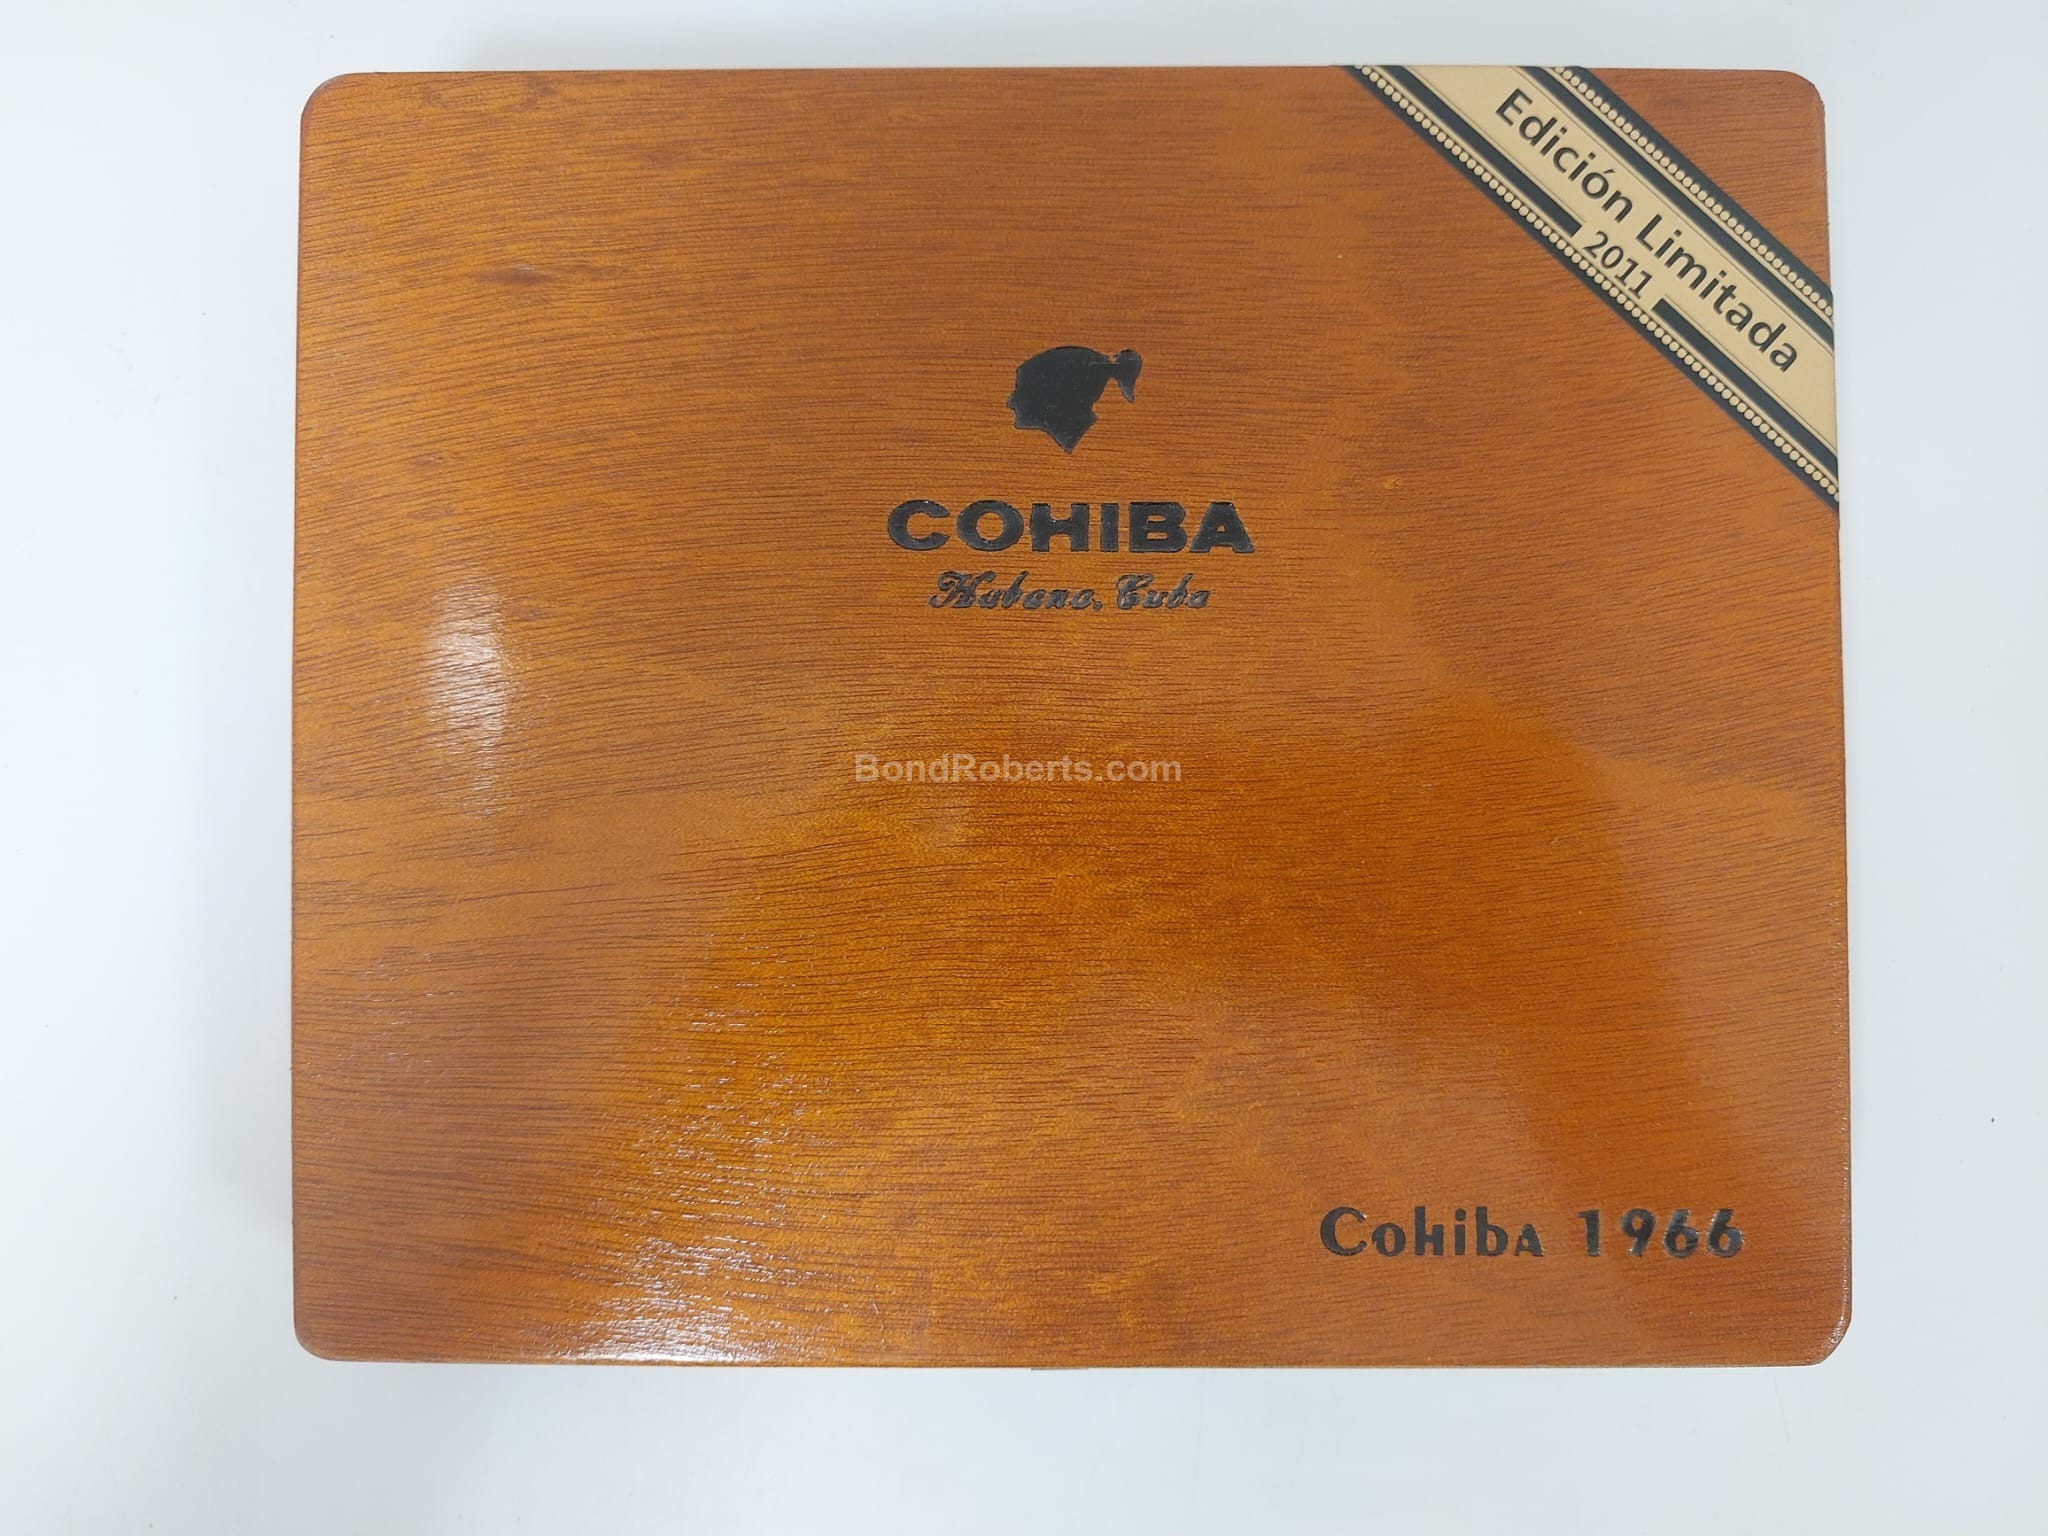 Edición Limitada
2011
COHIBA
Habana, Cuba
BondRoberts.com
Cohiba 1966